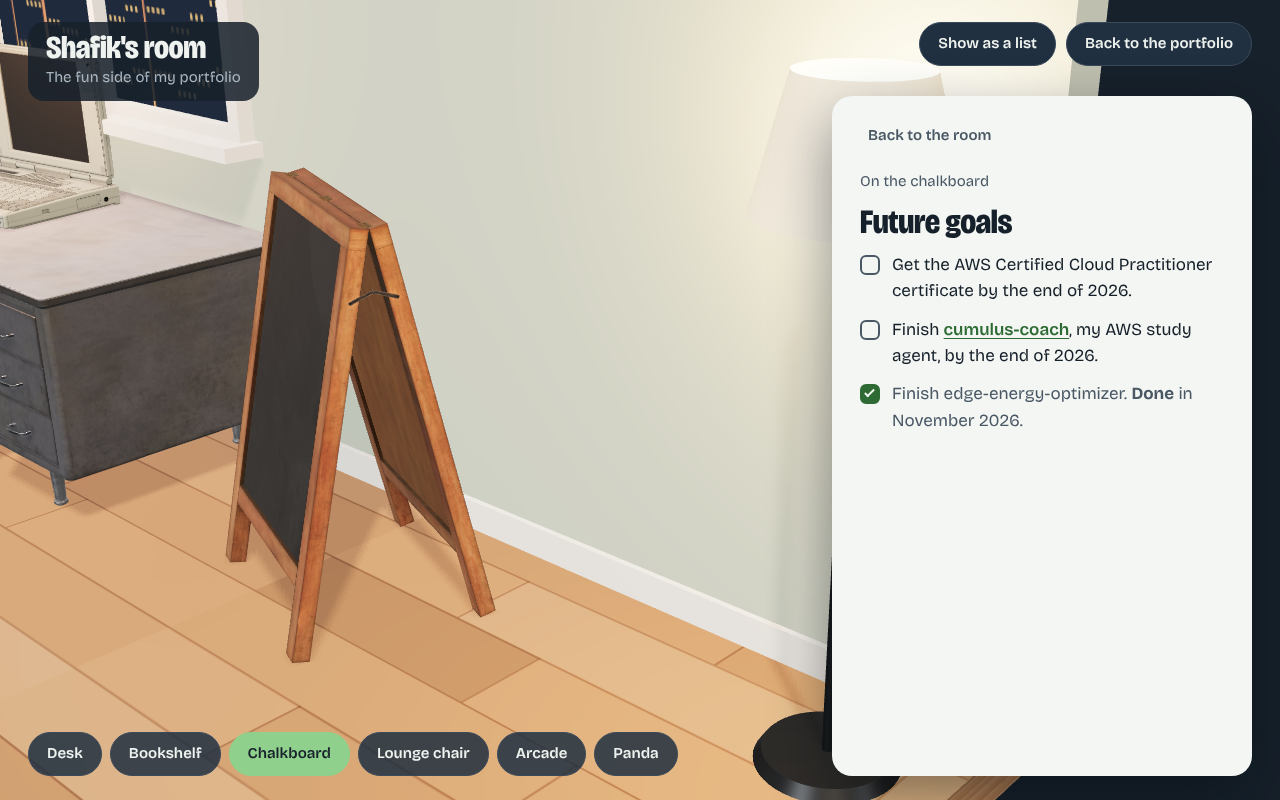 Shafik's room
The fun side of my portfolio
Show as a list
Back to the portfolio
Back to the room
On the chalkboard
Future goals
Get the AWS Certified Cloud Practitioner
certificate by the end of 2026.
Finish cumulus-coach, my AWS study
agent, by the end of 2026.
Finish edge-energy-optimizer. Done in
November 2026.
Desk
Bookshelf
Chalkboard
Lounge chair
Arcade
Panda